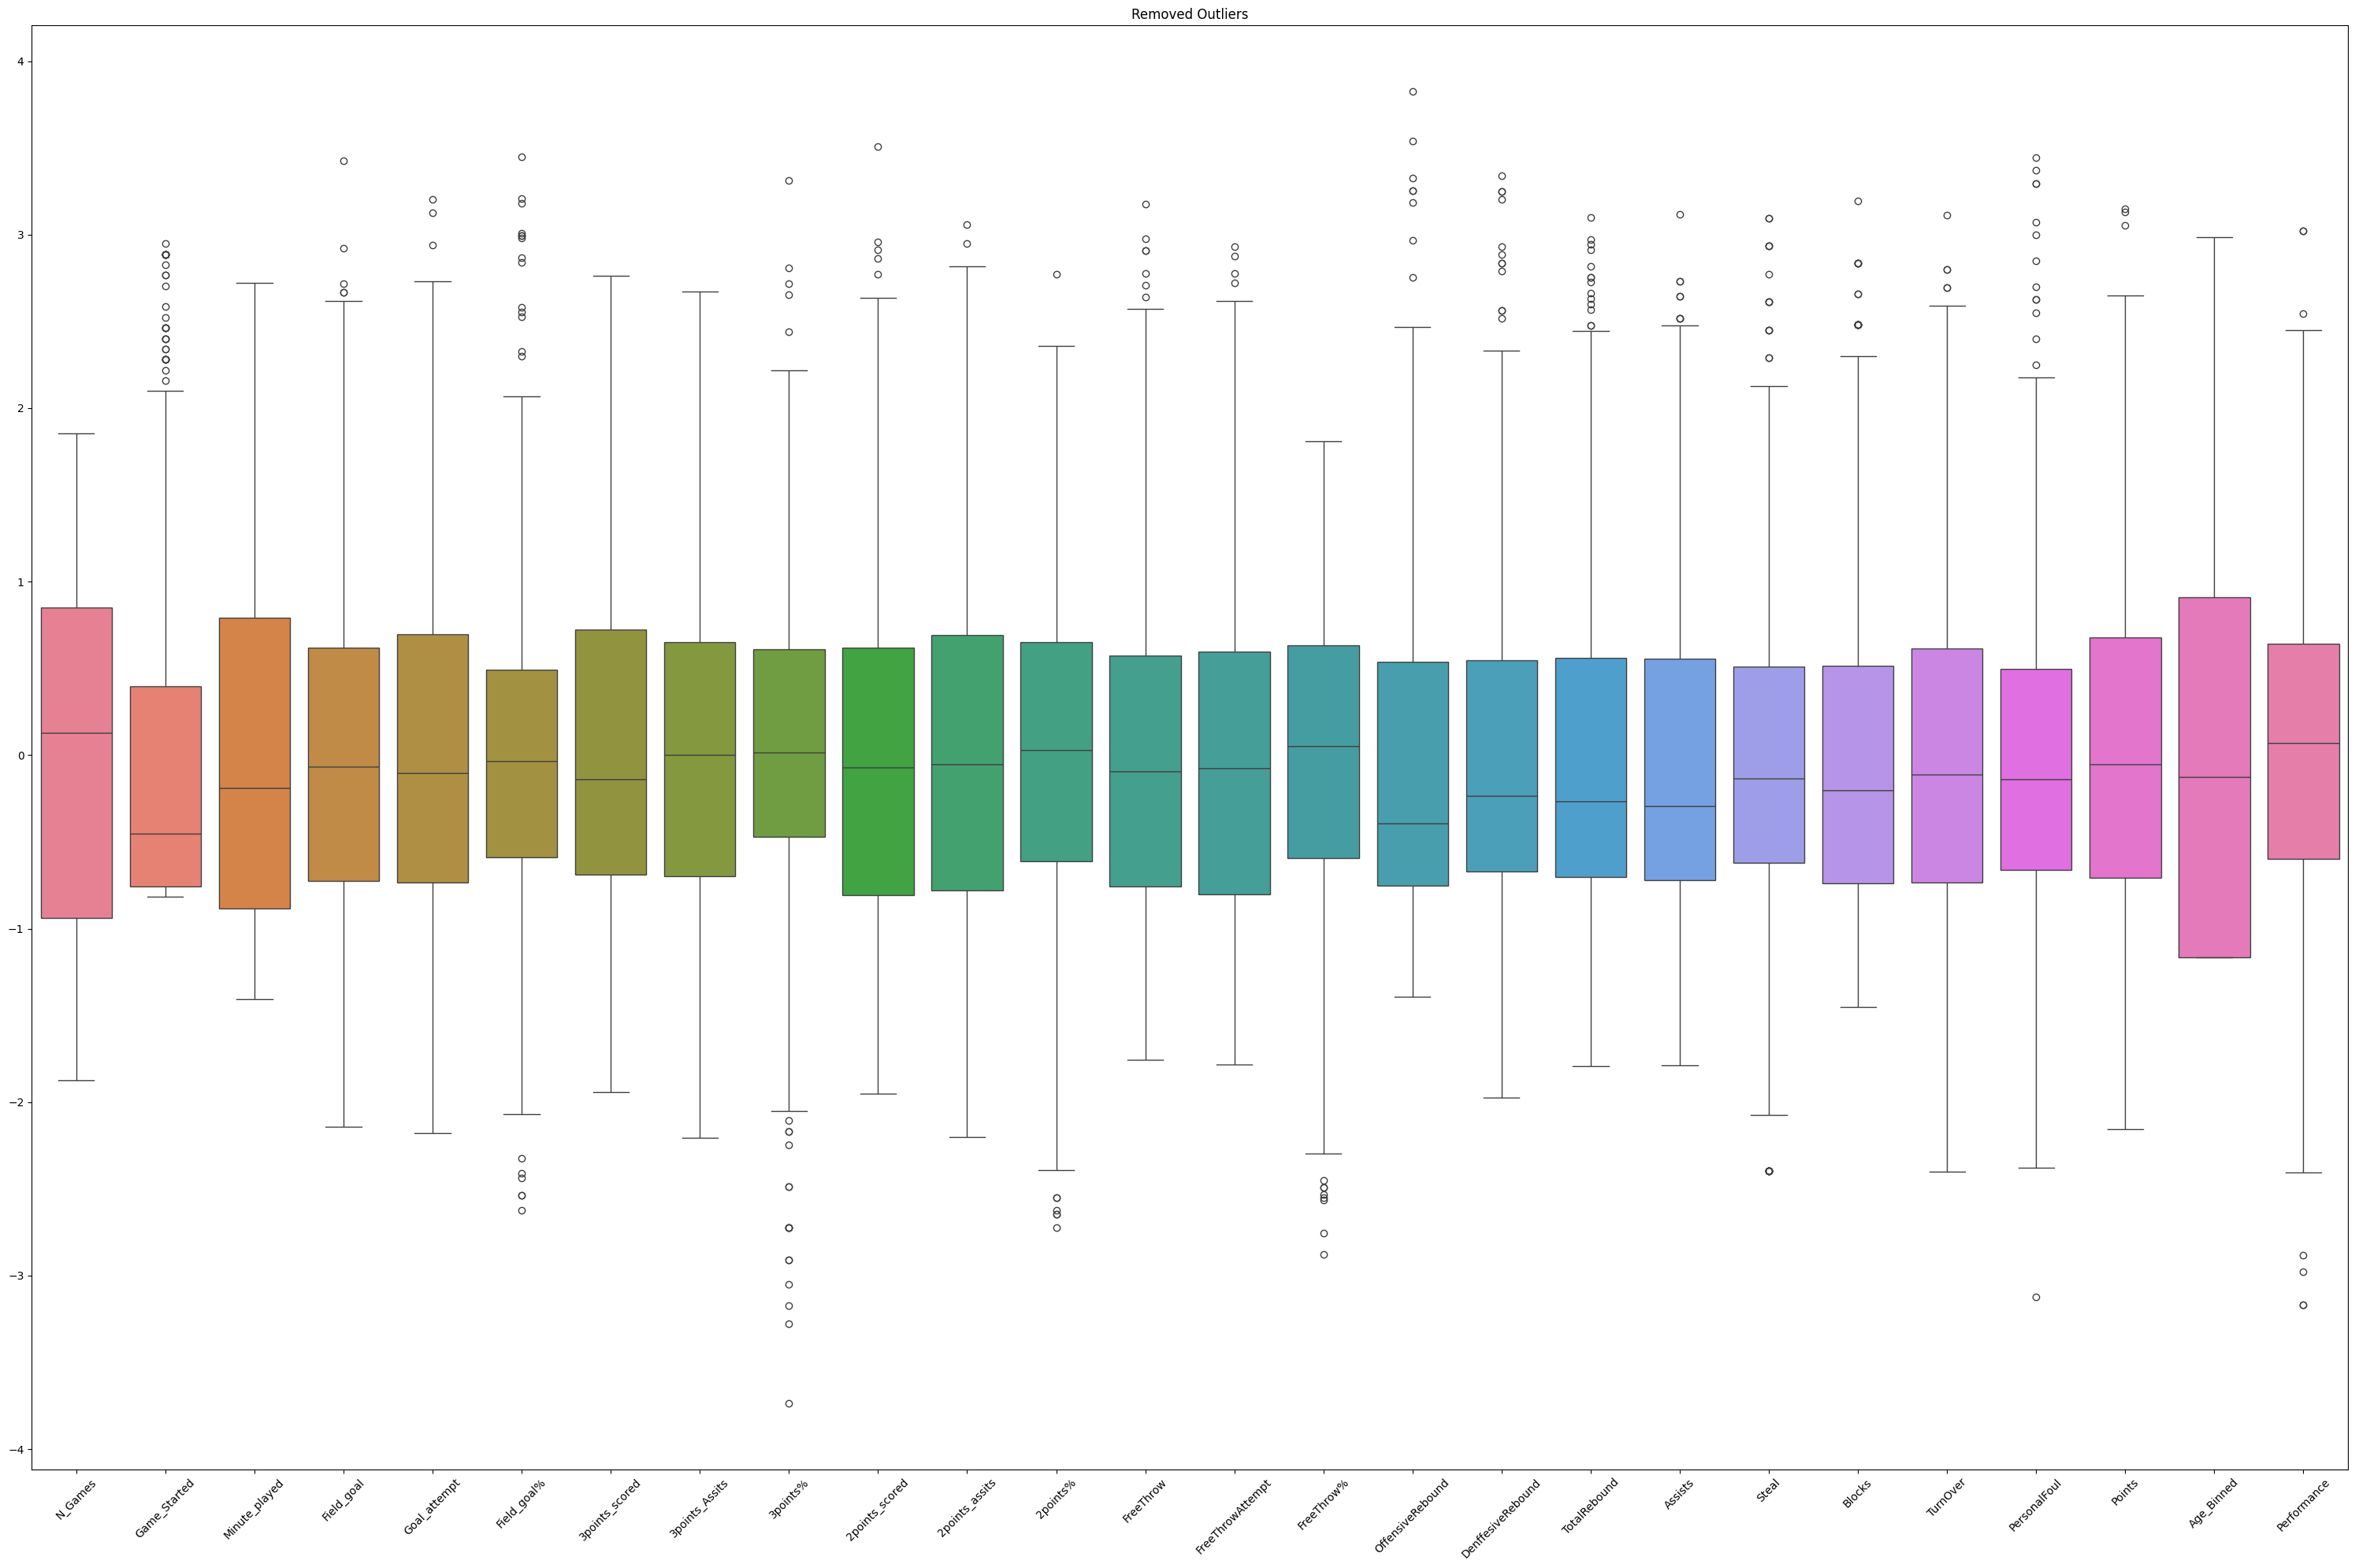 Removed Outliers
4
3
2
1
0
−1
−2
−3
−4
N_Games
Game_Started
Minute_played
Field_goal
Goal_attempt
Field_goal%
3points_scored
3points_Assits
3points%
2points_scored
2points_assits
2points%
FreeThrow
FreeThrowAttempt
FreeThrow%
OffensiveRebound
DenffesiveRebound
TotalRebound
Assists
Steal
Blocks
TurnOver
PersonalFoul
Points
Age_Binned
Performance